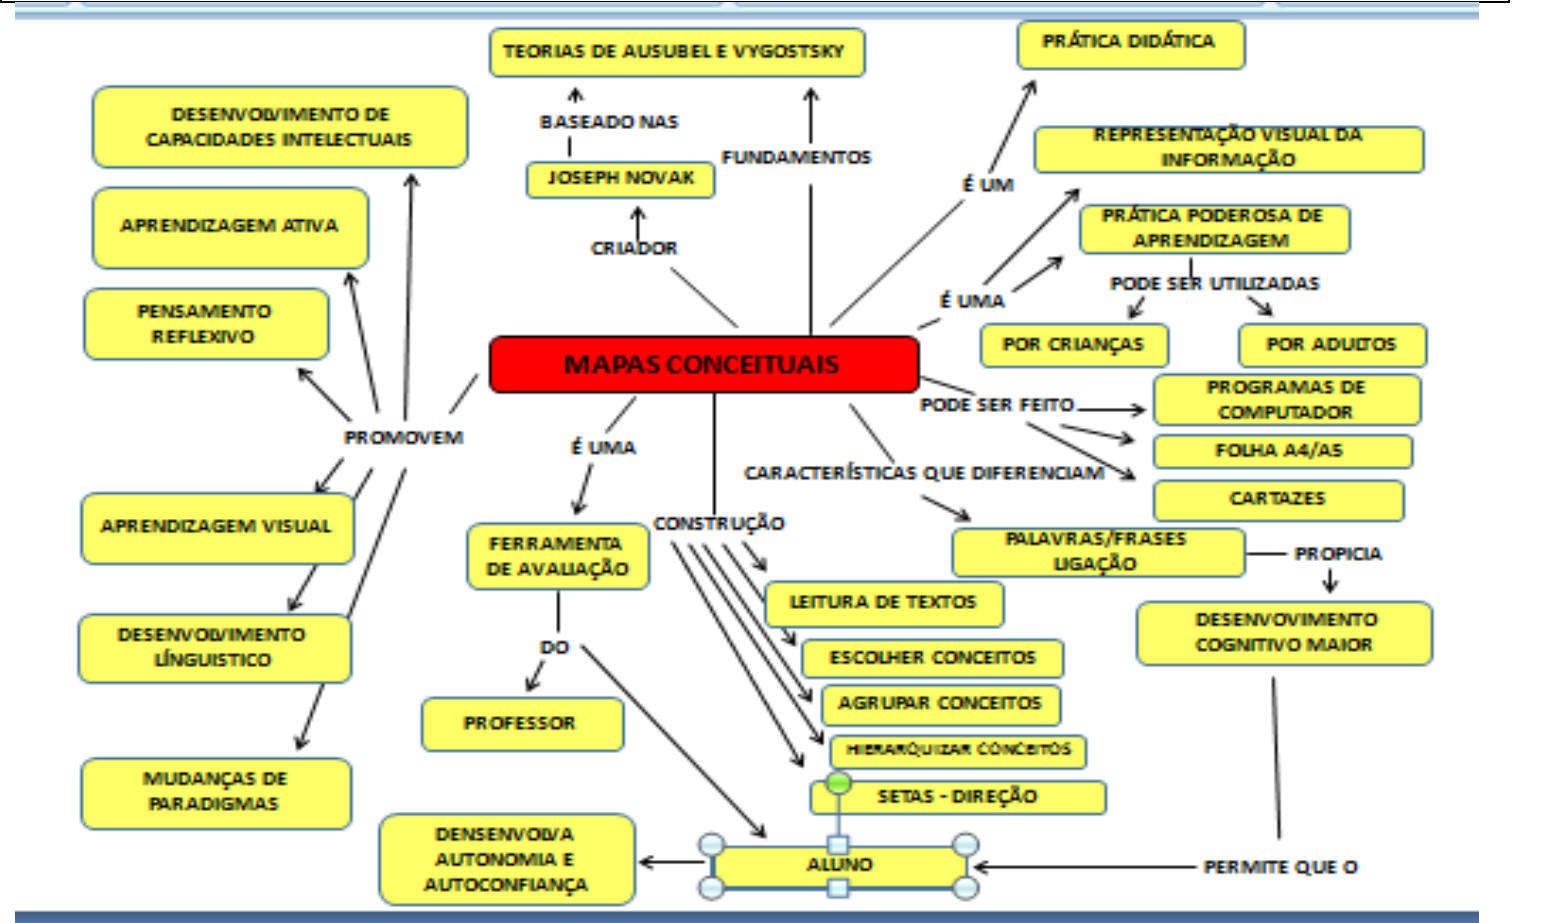 TEORIAS DE AUSUBEL E VYGOSTSKY
PRÁTICA DIDÁTICA
DESENVOLVIMENTO DE
CAPACIDADES INTELECTUAIS
BASEADO NAS
FUNDAMENTOS
REPRESENTAÇÃO VISUAL DA
INFORMAÇÃO
JOSEPH NOVAK
É UM
APRENDIZAGEM ATIVA
PRÁTICA PODEROSA DE
APRENDIZAGEM
CRIADOR
PODE SER UTILIZADAS
É UMA
PENSAMENTO
REFLEXIVO
POR CRIANÇAS
POR ADULTOS
MAPAS CONCEITUAIS
PROGRAMAS DE
COMPUTADOR
PODE SER FEITO
PROMOVEM
É UMA
FOLHA A4/A5
CARACTERÍSTICAS QUE DIFERENCIAM
CARTAZES
APRENDIZAGEM VISUAL
CONSTRUÇÃO
FERRAMENTA
DE AVALIAÇÃO
PALAVRAS/FRASES
LIGAÇÃO
PROPICIA
LEITURA DE TEXTOS
DESENVOVIMENTO
COGNITIVO MAIOR
DESENVOLVIMENTO
LÍNGUISTICO
DO
ESCOLHER CONCEITOS
AGRUPAR CONCEITOS
PROFESSOR
HIERARQUIZAR CONCEITOS
MUDANÇAS DE
PARADIGMAS
SETAS - DIREÇÃO
DENSENVOLVA
AUTONOMIA E
AUTOCONFIANÇA
ALUNO
PERMITE QUE O